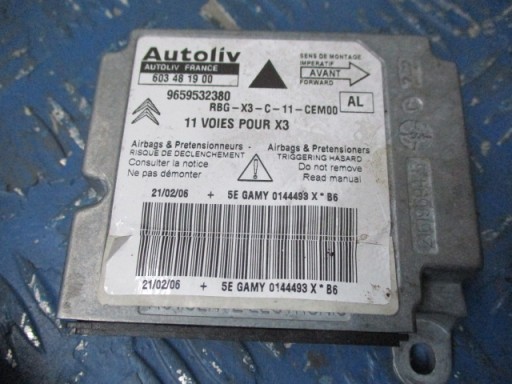 Autoliv
AUTOLIV FRANCE
603 48 19 00
SENS DE MONTAGE
IMPERATIF
AVANT
FORWARD
9659532380
RBG-X3-C-11-CEM00
AL
11 VOIES POUR X3
Airbags & Pretensionneurs
RISQUE DE DECLENCHEMENT
Consulter la notice
Ne pas démonter
Airbags & Pretensioners
TRIGGERING HASARD
Do not remove
Read manual
21/02/06 + 5E GAMY 0144493 X * B6
21/02/06 + 5E GAMY 0144493 X * B6